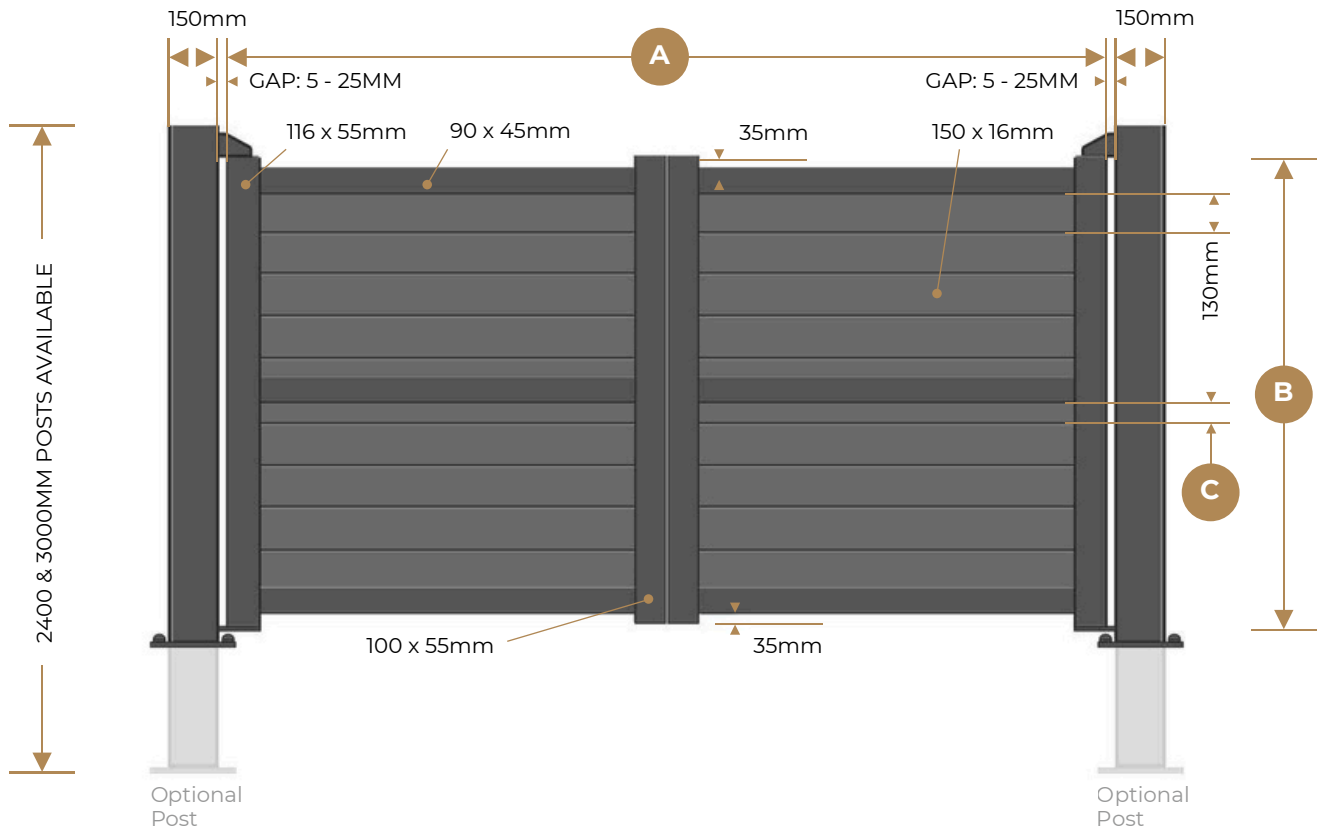 150mm
A
150mm
GAP: 5 - 25MM
GAP: 5 - 25MM
116 x 55mm
90 x 45mm
35mm
150 x 16mm
130mm
2400 & 3000MM POSTS AVAILABLE
B
C
100 x 55mm
35mm
Optional
Post
Optional
Post